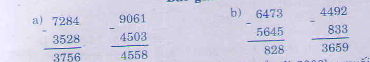 a) 7284 9061 b) 6473 4492
- - - -
3528 4503 5645 833
3756 4558 828 3659